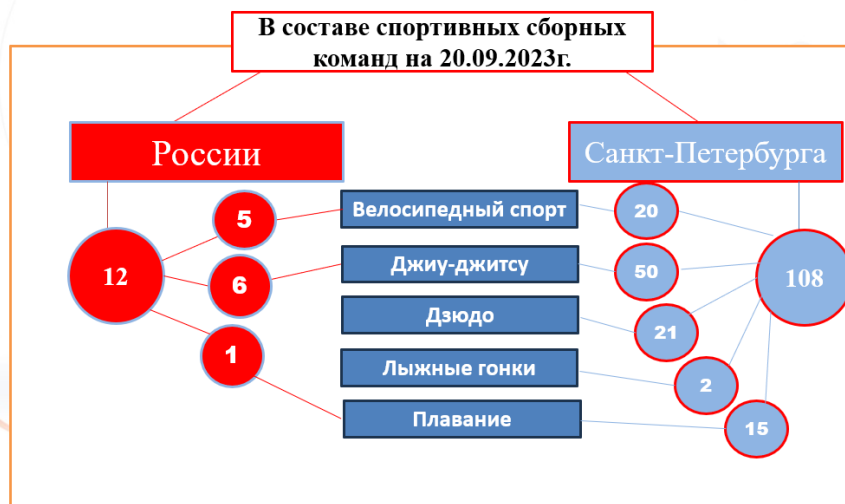 В составе спортивных сборных
команд на 20.09.2023г.
России
Санкт-Петербурга
5
Велосипедный спорт
20
12
6
Джиу-джитсу
50
108
Дзюдо
21
1
Лыжные гонки
2
Плавание
15